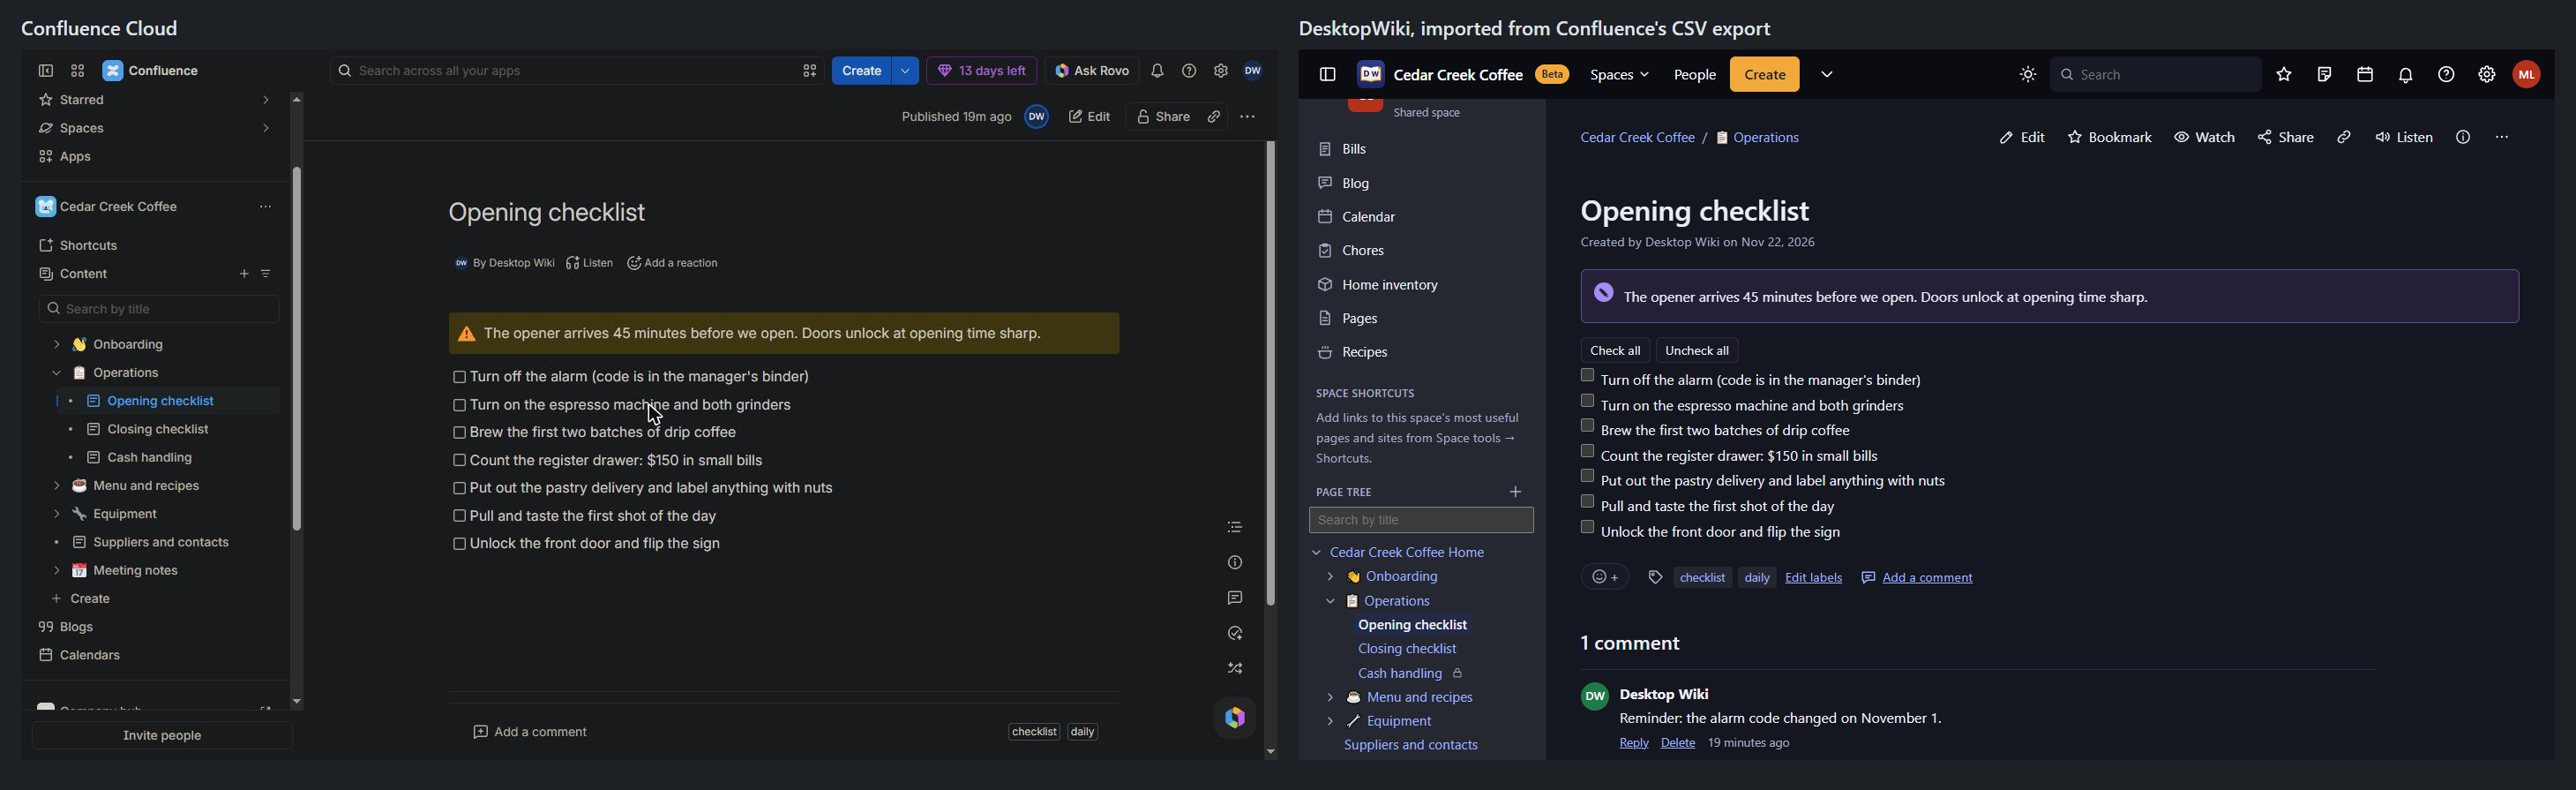 Confluence Cloud
Confluence
Search across all your apps
Create
13 days left
Ask Rovo
DW
Starred
Spaces
Apps
Published 19m ago
DW
Edit
Share
Cedar Creek Coffee
Shortcuts
Content
Search by title
Onboarding
Operations
Opening checklist
Closing checklist
Cash handling
Menu and recipes
Equipment
Suppliers and contacts
Meeting notes
Create
Blogs
Calendars
Invite people
Opening checklist
DW By Desktop Wiki Listen Add a reaction
The opener arrives 45 minutes before we open. Doors unlock at opening time sharp.
Turn off the alarm (code is in the manager's binder)
Turn on the espresso machine and both grinders
Brew the first two batches of drip coffee
Count the register drawer: $150 in small bills
Put out the pastry delivery and label anything with nuts
Pull and taste the first shot of the day
Unlock the front door and flip the sign
Add a comment
checklist daily
DesktopWiki, imported from Confluence's CSV export
DW Cedar Creek Coffee Beta Spaces People Create
Search
ML
Shared space
Bills
Blog
Calendar
Chores
Home inventory
Pages
Recipes
SPACE SHORTCUTS
Add links to this space's most useful
pages and sites from Space tools →
Shortcuts.
PAGE TREE
Search by title
Cedar Creek Coffee Home
Onboarding
Operations
Opening checklist
Closing checklist
Cash handling
Menu and recipes
Equipment
Suppliers and contacts
Cedar Creek Coffee / Operations
Edit Bookmark Watch Share Listen
Opening checklist
Created by Desktop Wiki on Nov 22, 2026
The opener arrives 45 minutes before we open. Doors unlock at opening time sharp.
Check all Uncheck all
Turn off the alarm (code is in the manager's binder)
Turn on the espresso machine and both grinders
Brew the first two batches of drip coffee
Count the register drawer: $150 in small bills
Put out the pastry delivery and label anything with nuts
Pull and taste the first shot of the day
Unlock the front door and flip the sign
checklist daily Edit labels Add a comment
1 comment
DW Desktop Wiki
Reminder: the alarm code changed on November 1.
Reply Delete 19 minutes ago